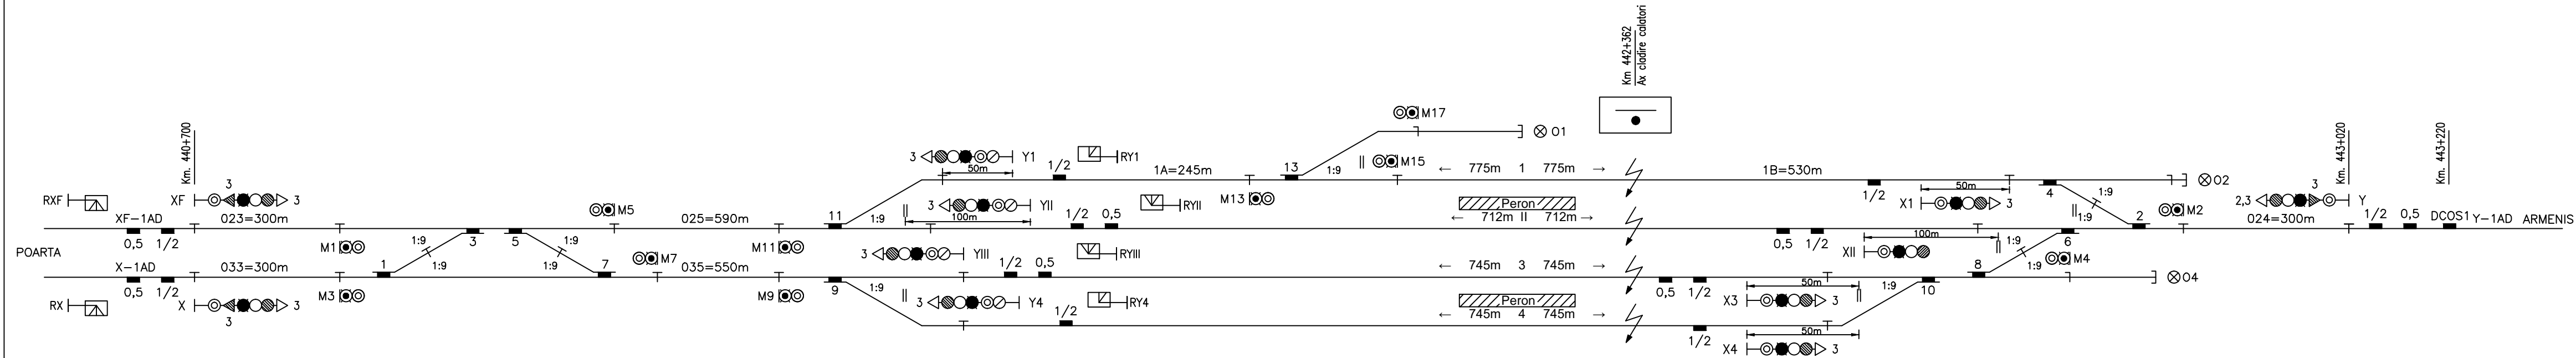 Km 442+362
Ax cladire calatori
M17
O1
3 Y1
50m
1/2
RY1
1A=245m
13
1:9
M15
← 775m 1 775m →
1B=530m
1/2
50m
4
O2
Km. 440+700
Km. 443+020
Km. 443+220
RXF
XF
3
3
M5
11
1:9
3 YII
100m
1/2 0,5
RYII
M13
Peron
← 712m II 712m →
X1 3
1:9
1:9
2
M2
3
2,3 Y
024=300m
1/2 0,5 DCOS1 Y-1AD ARMENIS
XF-1AD 023=300m
025=590m
0,5 1/2
M1
1:9
1:9
3 5
1:9
1:9
M11
3 YIII
RYIII
0,5 1/2
100m
XII
1:9
1:9
6
M4
POARTA
X-1AD 033=300m
1
7
M7
035=550m
1/2 0,5
← 745m 3 745m →
8
O4
0,5 1/2
M3
M9
9
1:9
3 Y4
RY4
Peron
0,5 1/2
50m
X3 3
1:9
10
RX
X
3
3
1/2
← 745m 4 745m →
1/2
50m
X4 3